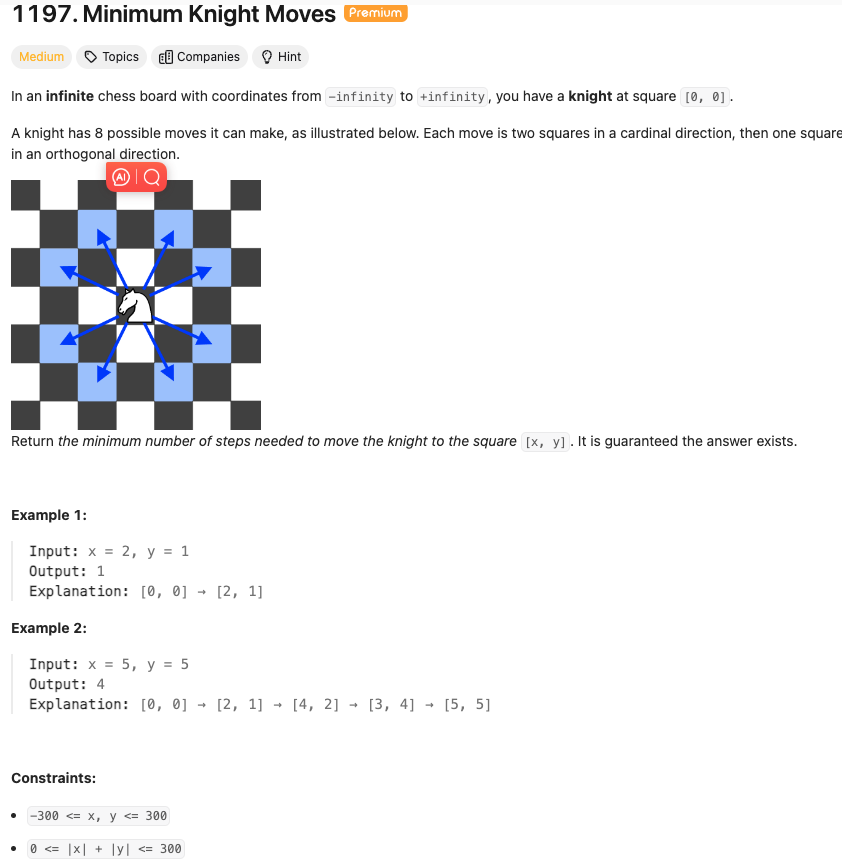 1197. Minimum Knight Moves Premium
Medium Topics Companies Hint
In an infinite chess board with coordinates from -infinity to +infinity, you have a knight at square [0, 0].
A knight has 8 possible moves it can make, as illustrated below. Each move is two squares in a cardinal direction, then one square
in an orthogonal direction.
AI
Return the minimum number of steps needed to move the knight to the square [x, y]. It is guaranteed the answer exists.
Example 1:
Input: x = 2, y = 1
Output: 1
Explanation: [0, 0] → [2, 1]
Example 2:
Input: x = 5, y = 5
Output: 4
Explanation: [0, 0] → [2, 1] → [4, 2] → [3, 4] → [5, 5]
Constraints:
• -300 <= x, y <= 300
• 0 <= |x| + |y| <= 300